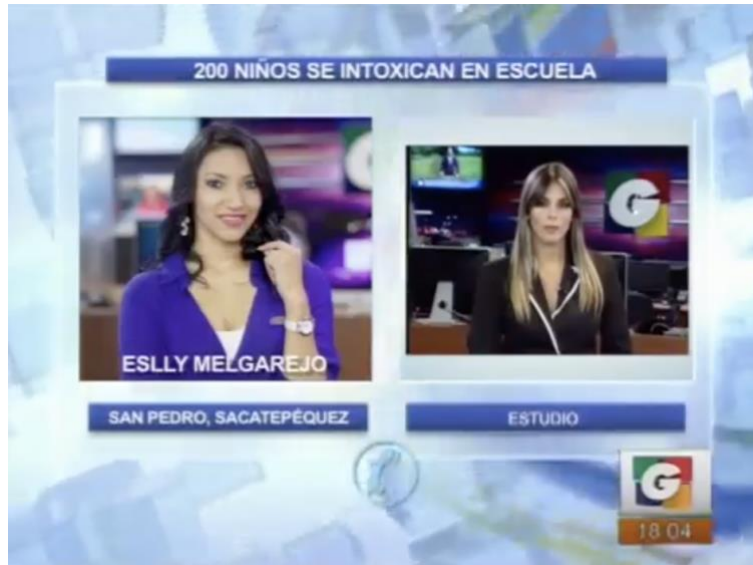 200 NIÑOS SE INTOXICAN EN ESCUELA
G
ESLLY MELGAREJO
SAN PEDRO, SACATEPÉQUEZ
ESTUDIO
G
18 04